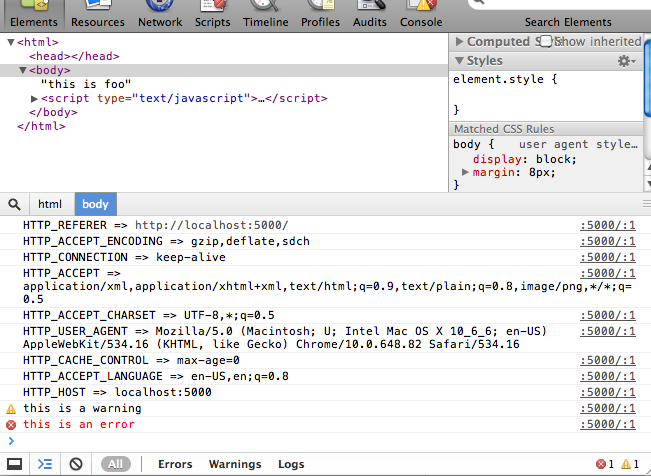 Elements Resources Network Scripts Timeline Profiles Audits Console Search Elements
<html>
<head></head>
<body>
"this is foo"
<script type="text/javascript">…</script>
</body>
</html>
Computed Style Show inherited
Styles
element.style {
}
Matched CSS Rules
body { user agent style…
display: block;
margin: 8px;
}
html body
HTTP_REFERER => http://localhost:5000/ :5000/:1
HTTP_ACCEPT_ENCODING => gzip,deflate,sdch :5000/:1
HTTP_CONNECTION => keep-alive :5000/:1
HTTP_ACCEPT => :5000/:1
application/xml,application/xhtml+xml,text/html;q=0.9,text/plain;q=0.8,image/png,*/*;q=
0.5
HTTP_ACCEPT_CHARSET => UTF-8,*;q=0.5 :5000/:1
HTTP_USER_AGENT => Mozilla/5.0 (Macintosh; U; Intel Mac OS X 10_6_6; en-US) :5000/:1
AppleWebKit/534.16 (KHTML, like Gecko) Chrome/10.0.648.82 Safari/534.16
HTTP_CACHE_CONTROL => max-age=0 :5000/:1
HTTP_ACCEPT_LANGUAGE => en-US,en;q=0.8 :5000/:1
HTTP_HOST => localhost:5000 :5000/:1
this is a warning :5000/:1
this is an error :5000/:1
All Errors Warnings Logs 1 1